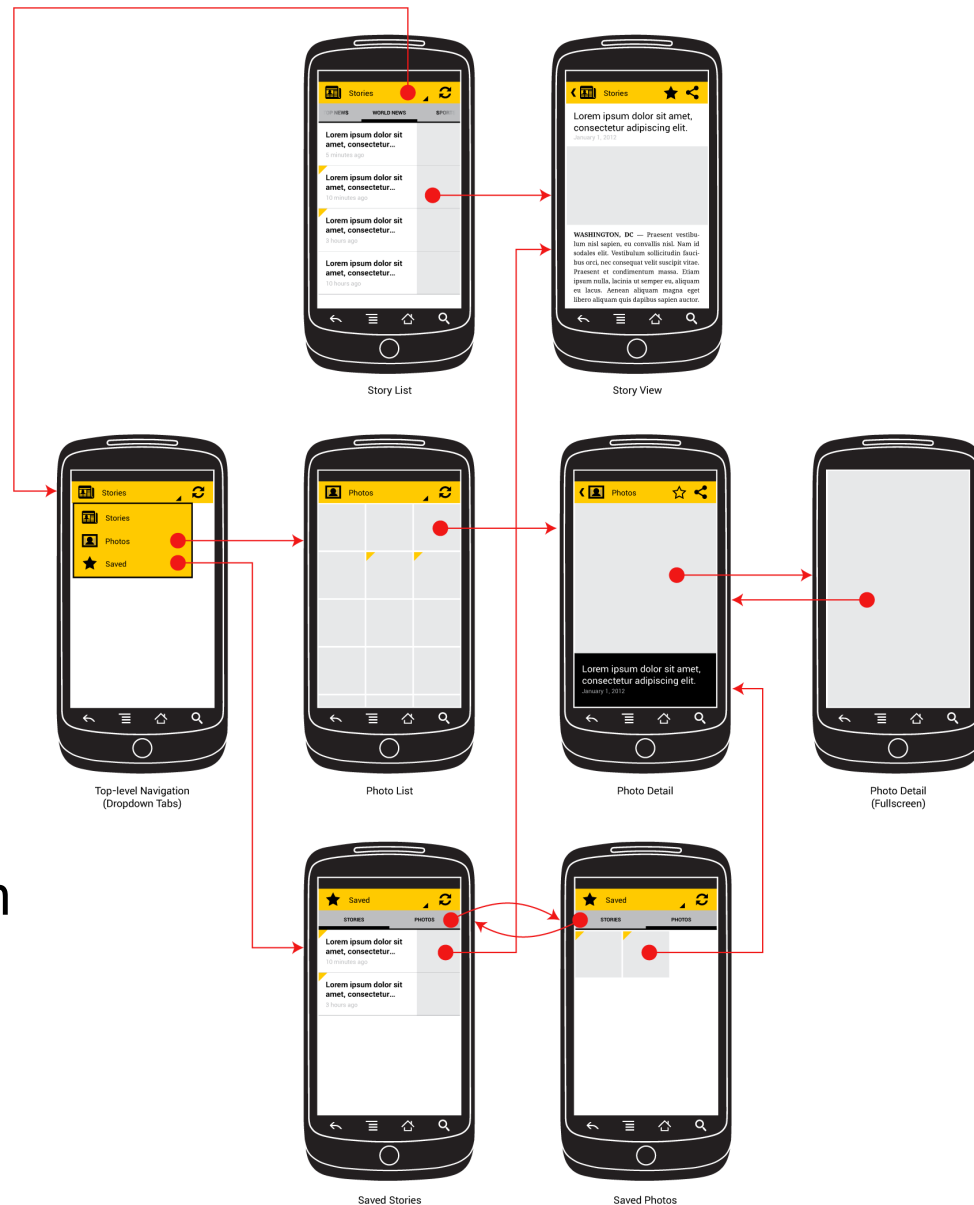 Stories
WORLD NEWS
Lorem ipsum dolor sit
amet, consectetur...
5 minutes ago
Lorem ipsum dolor sit
amet, consectetur...
10 minutes ago
Lorem ipsum dolor sit
amet, consectetur...
3 hours ago
Lorem ipsum dolor sit
amet, consectetur...
10 hours ago
Story List
Stories
Lorem ipsum dolor sit amet,
consectetur adipiscing elit.
January 1, 2012
WASHINGTON, DC — Praesent vestibu-
lum nisl sapien, eu convallis nisl. Nam id
sodales elit. Vestibulum sollicitudin fauci-
bus orci, nec consequat velit suscipit vitae.
Praesent et condimentum massa. Etiam
ipsum nulla, lacinia ut semper eu, aliquam
eu lacus. Aenean aliquam magna eget
libero aliquam quis dapibus sapien auctor.
Story View
Stories
Stories
Photos
Saved
Top-level Navigation
(Dropdown Tabs)
Photos
Photo List
Photos
Lorem ipsum dolor sit amet,
consectetur adipiscing elit.
January 1, 2012
Photo Detail
Photo Detail
(Fullscreen)
Saved
STORIES PHOTOS
Lorem ipsum dolor sit
amet, consectetur...
10 minutes ago
Lorem ipsum dolor sit
amet, consectetur...
3 hours ago
Saved Stories
Saved
STORIES PHOTOS
Saved Photos